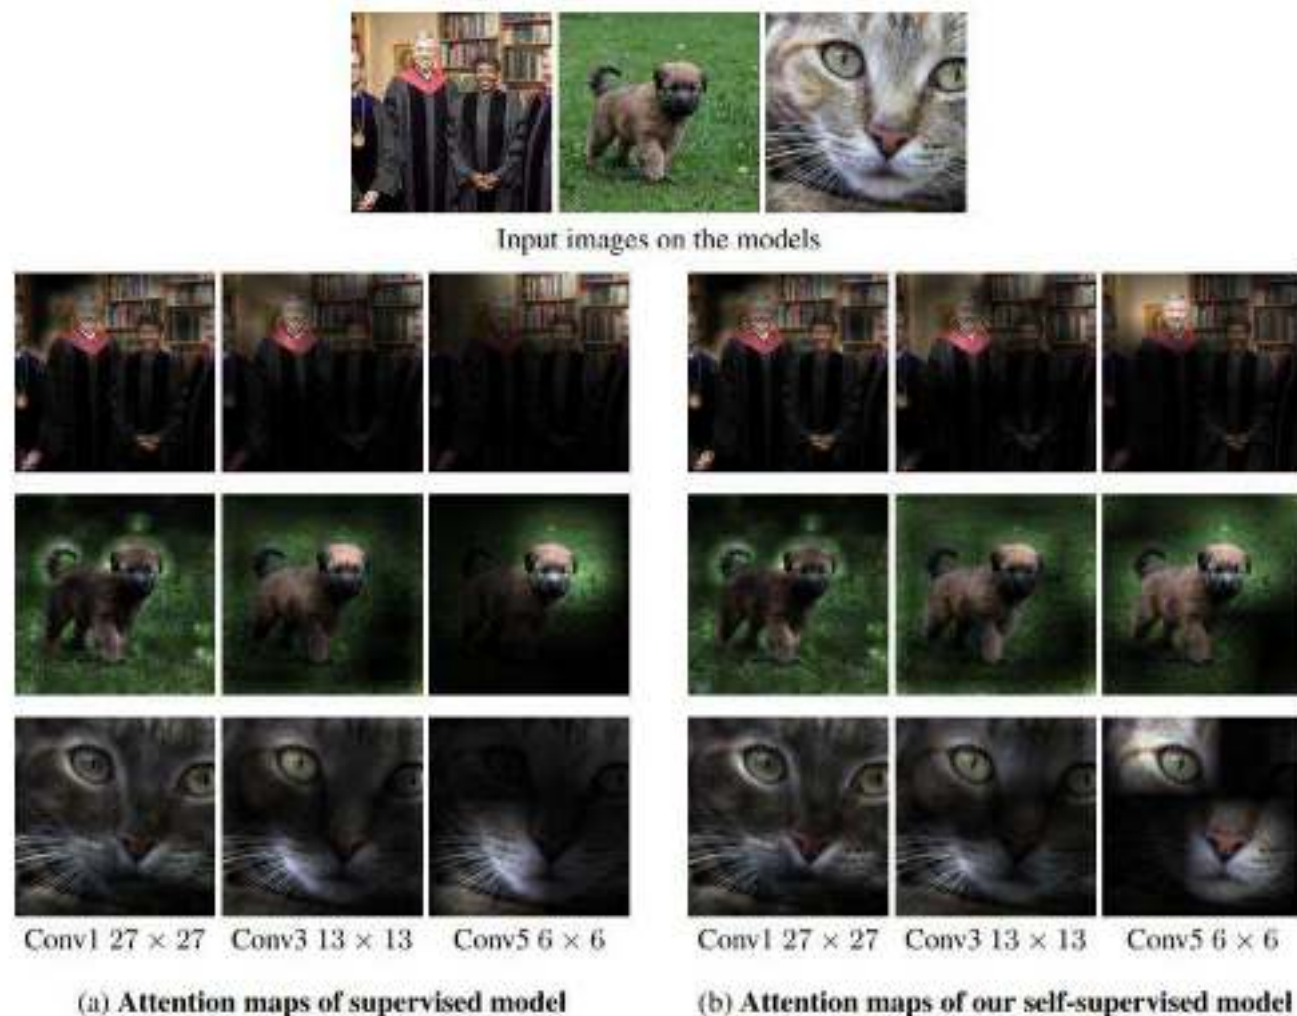 Input images on the models
Conv1 27 × 27 Conv3 13 × 13 Conv5 6 × 6 Conv1 27 × 27 Conv3 13 × 13 Conv5 6 × 6
(a) Attention maps of supervised model (b) Attention maps of our self-supervised model